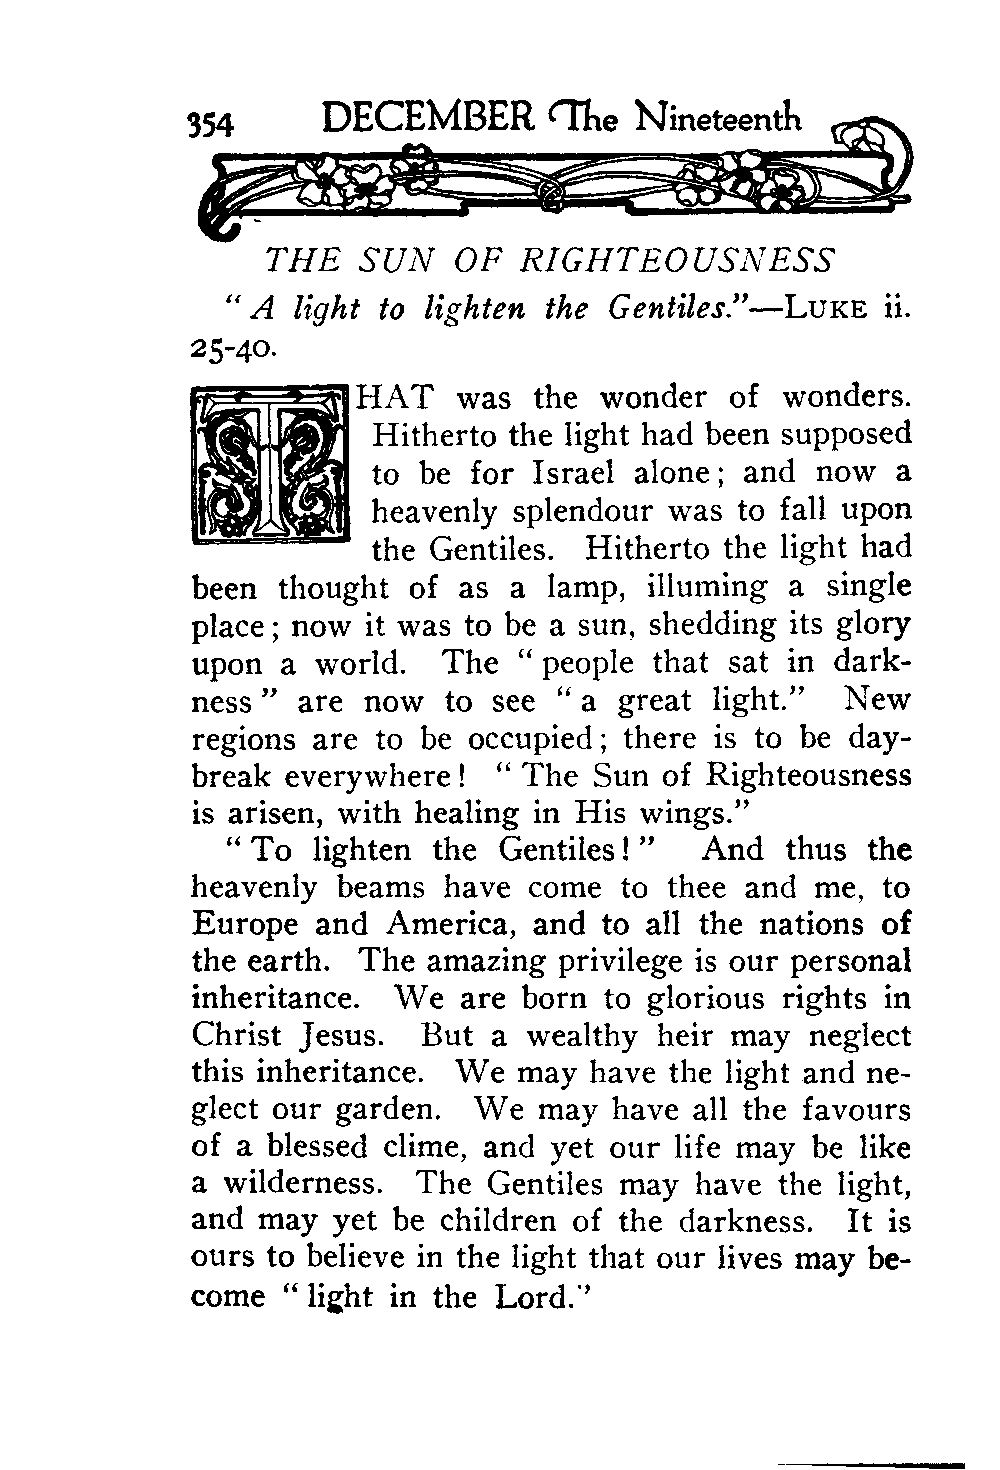 354 DECEMBER The Nineteenth
THE SUN OF RIGHTEOUSNESS
“ A light to lighten the Gentiles.”—LUKE ii.
25-40.
THAT was the wonder of wonders.
Hitherto the light had been supposed
to be for Israel alone; and now a
heavenly splendour was to fall upon
the Gentiles. Hitherto the light had
been thought of as a lamp, illuming a single
place; now it was to be a sun, shedding its glory
upon a world. The “ people that sat in dark-
ness ” are now to see “ a great light.” New
regions are to be occupied; there is to be day-
break everywhere! “ The Sun of Righteousness
is arisen, with healing in His wings.”
“ To lighten the Gentiles! ” And thus the
heavenly beams have come to thee and me, to
Europe and America, and to all the nations of
the earth. The amazing privilege is our personal
inheritance. We are born to glorious rights in
Christ Jesus. But a wealthy heir may neglect
this inheritance. We may have the light and ne-
glect our garden. We may have all the favours
of a blessed clime, and yet our life may be like
a wilderness. The Gentiles may have the light,
and may yet be children of the darkness. It is
ours to believe in the light that our lives may be-
come “ light in the Lord.”